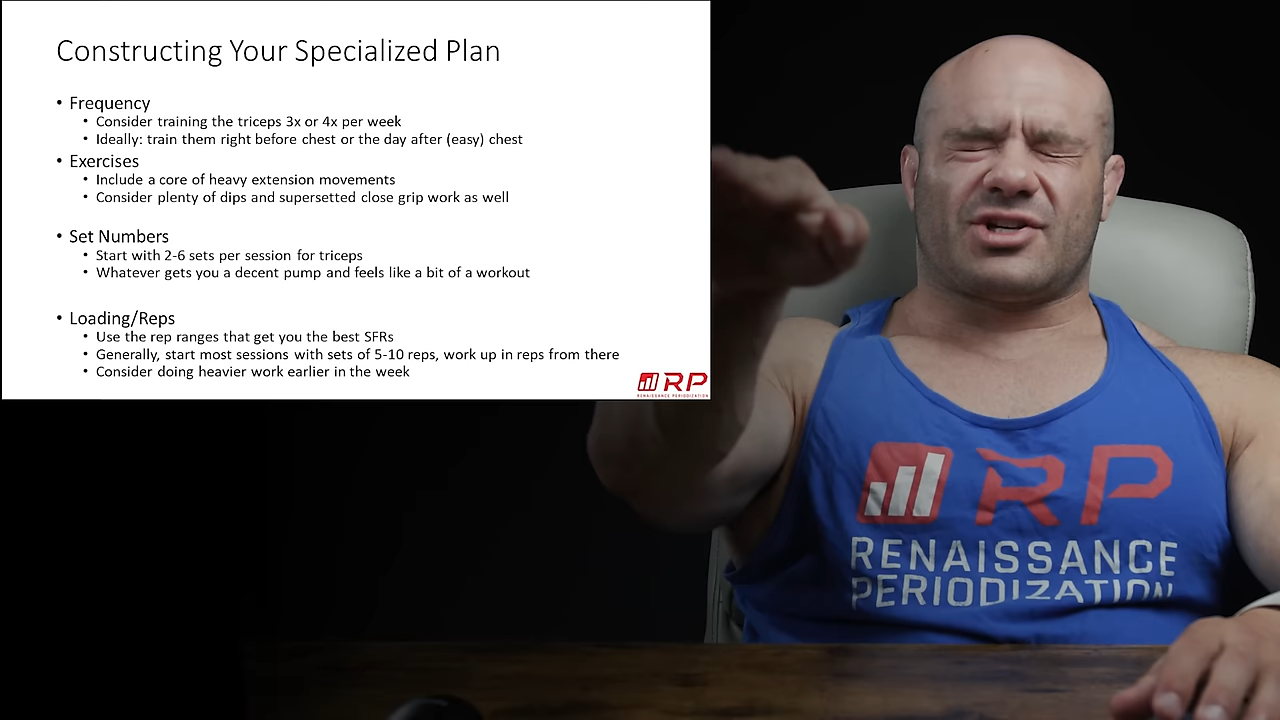 Constructing Your Specialized Plan
• Frequency
• Consider training the triceps 3x or 4x per week
• Ideally: train them right before chest or the day after (easy) chest
• Exercises
• Include a core of heavy extension movements
• Consider plenty of dips and supersetted close grip work as well
• Set Numbers
• Start with 2-6 sets per session for triceps
• Whatever gets you a decent pump and feels like a bit of a workout
• Loading/Reps
• Use the rep ranges that get you the best SFRs
• Generally, start most sessions with sets of 5-10 reps, work up in reps from there
• Consider doing heavier work earlier in the week
RP
RENAISSANCE PERIODIZATION
RP
RENAISSANCE
PERIODIZATION